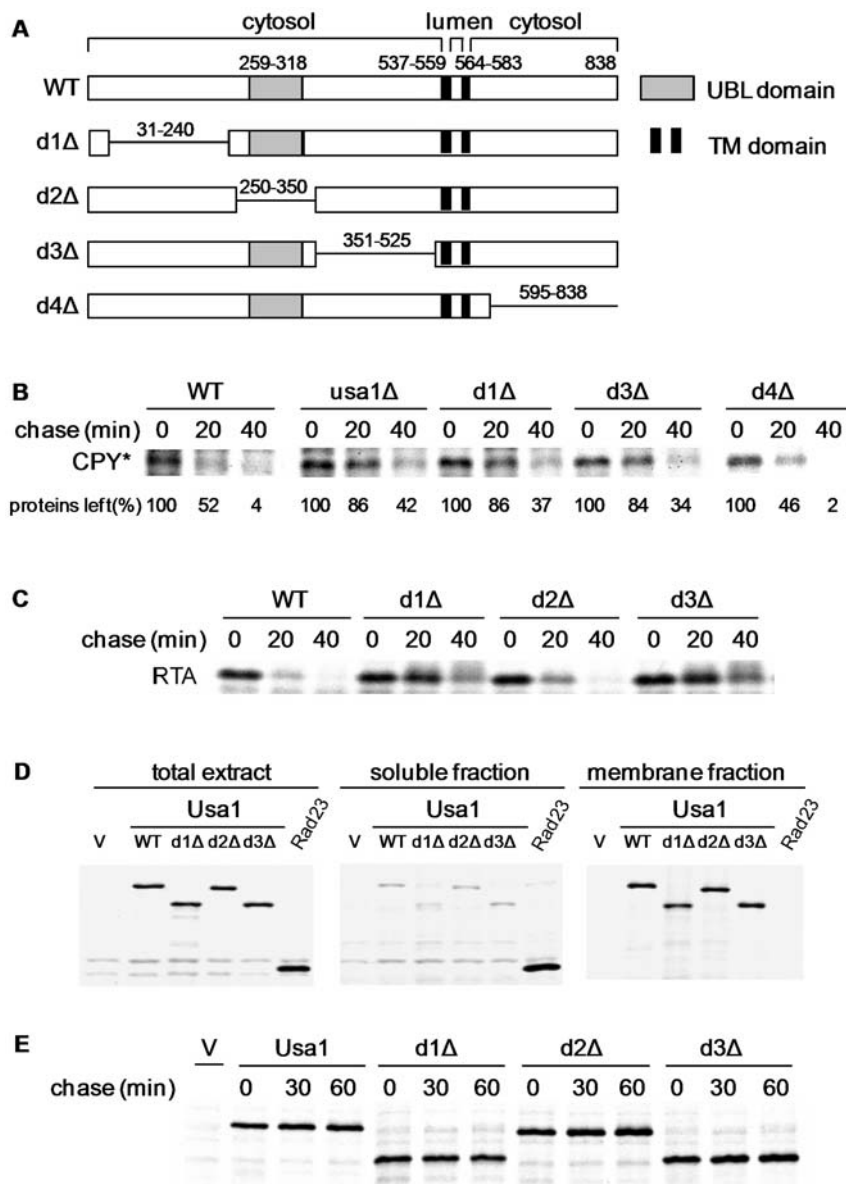 A
cytosol lumen cytosol
259-318 537-559 564-583 838
WT
UBL domain
31-240
d1Δ
TM domain
250-350
d2Δ
351-525
d3Δ
595-838
d4Δ
B
WT usa1Δ d1Δ d3Δ d4Δ
chase (min) 0 20 40 0 20 40 0 20 40 0 20 40 0 20 40
CPY*
proteins left(%) 100 52 4 100 86 42 100 86 37 100 84 34 100 46 2
C
WT d1Δ d2Δ d3Δ
chase (min) 0 20 40 0 20 40 0 20 40 0 20 40
RTA
D
total extract soluble fraction membrane fraction
Usa1 Rad23 Usa1 Rad23 Usa1 Rad23
V WT d1Δ d2Δ d3Δ V WT d1Δ d2Δ d3Δ V WT d1Δ d2Δ d3Δ
E
V Usa1 d1Δ d2Δ d3Δ
chase (min) 0 30 60 0 30 60 0 30 60 0 30 60